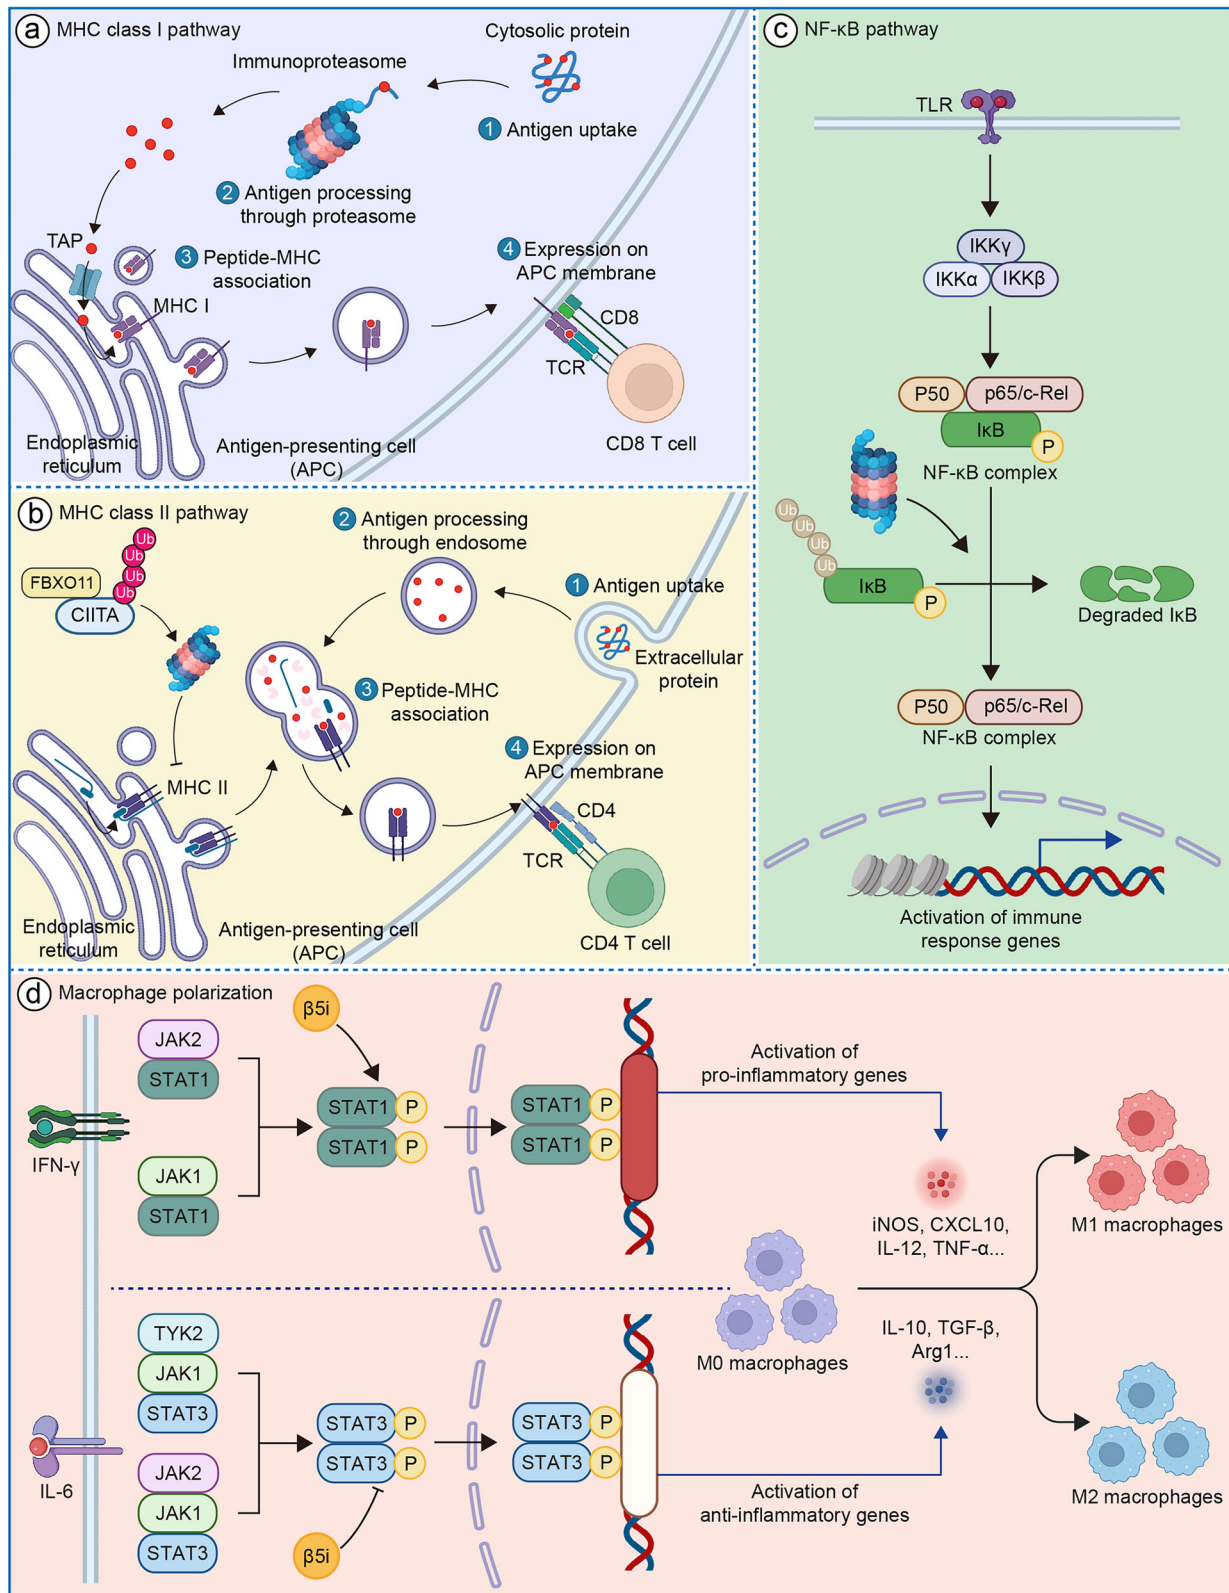 a MHC class I pathway
Cytosolic protein
Immunoproteasome
1 Antigen uptake
2 Antigen processing
through proteasome
TAP
3 Peptide-MHC
association
MHC I
4 Expression on
APC membrane
CD8
TCR
Endoplasmic
reticulum
Antigen-presenting cell
(APC)
CD8 T cell
b MHC class II pathway
2 Antigen processing
through endosome
1 Antigen uptake
Ub
Ub
Ub
Ub
FBXO11
CIITA
Extracellular
protein
3 Peptide-MHC
association
4 Expression on
APC membrane
MHC II
CD4
TCR
Endoplasmic
reticulum
Antigen-presenting cell
(APC)
CD4 T cell
c NF-κB pathway
TLR
IKKγ
IKKα IKKβ
P50 p65/c-Rel
IκB
P
NF-κB complex
Ub
Ub
Ub
Ub
IκB
P
Degraded IκB
P50 p65/c-Rel
NF-κB complex
Activation of immune
response genes
d Macrophage polarization
β5i
JAK2
STAT1
IFN-γ
JAK1
STAT1
STAT1 P
STAT1 P
STAT1 P
STAT1 P
Activation of
pro-inflammatory genes
iNOS, CXCL10,
IL-12, TNF-α...
M1 macrophages
M0 macrophages
TYK2
JAK1
STAT3
IL-6
JAK2
JAK1
STAT3
STAT3 P
STAT3 P
β5i
STAT3 P
STAT3 P
IL-10, TGF-β,
Arg1...
Activation of
anti-inflammatory genes
M2 macrophages